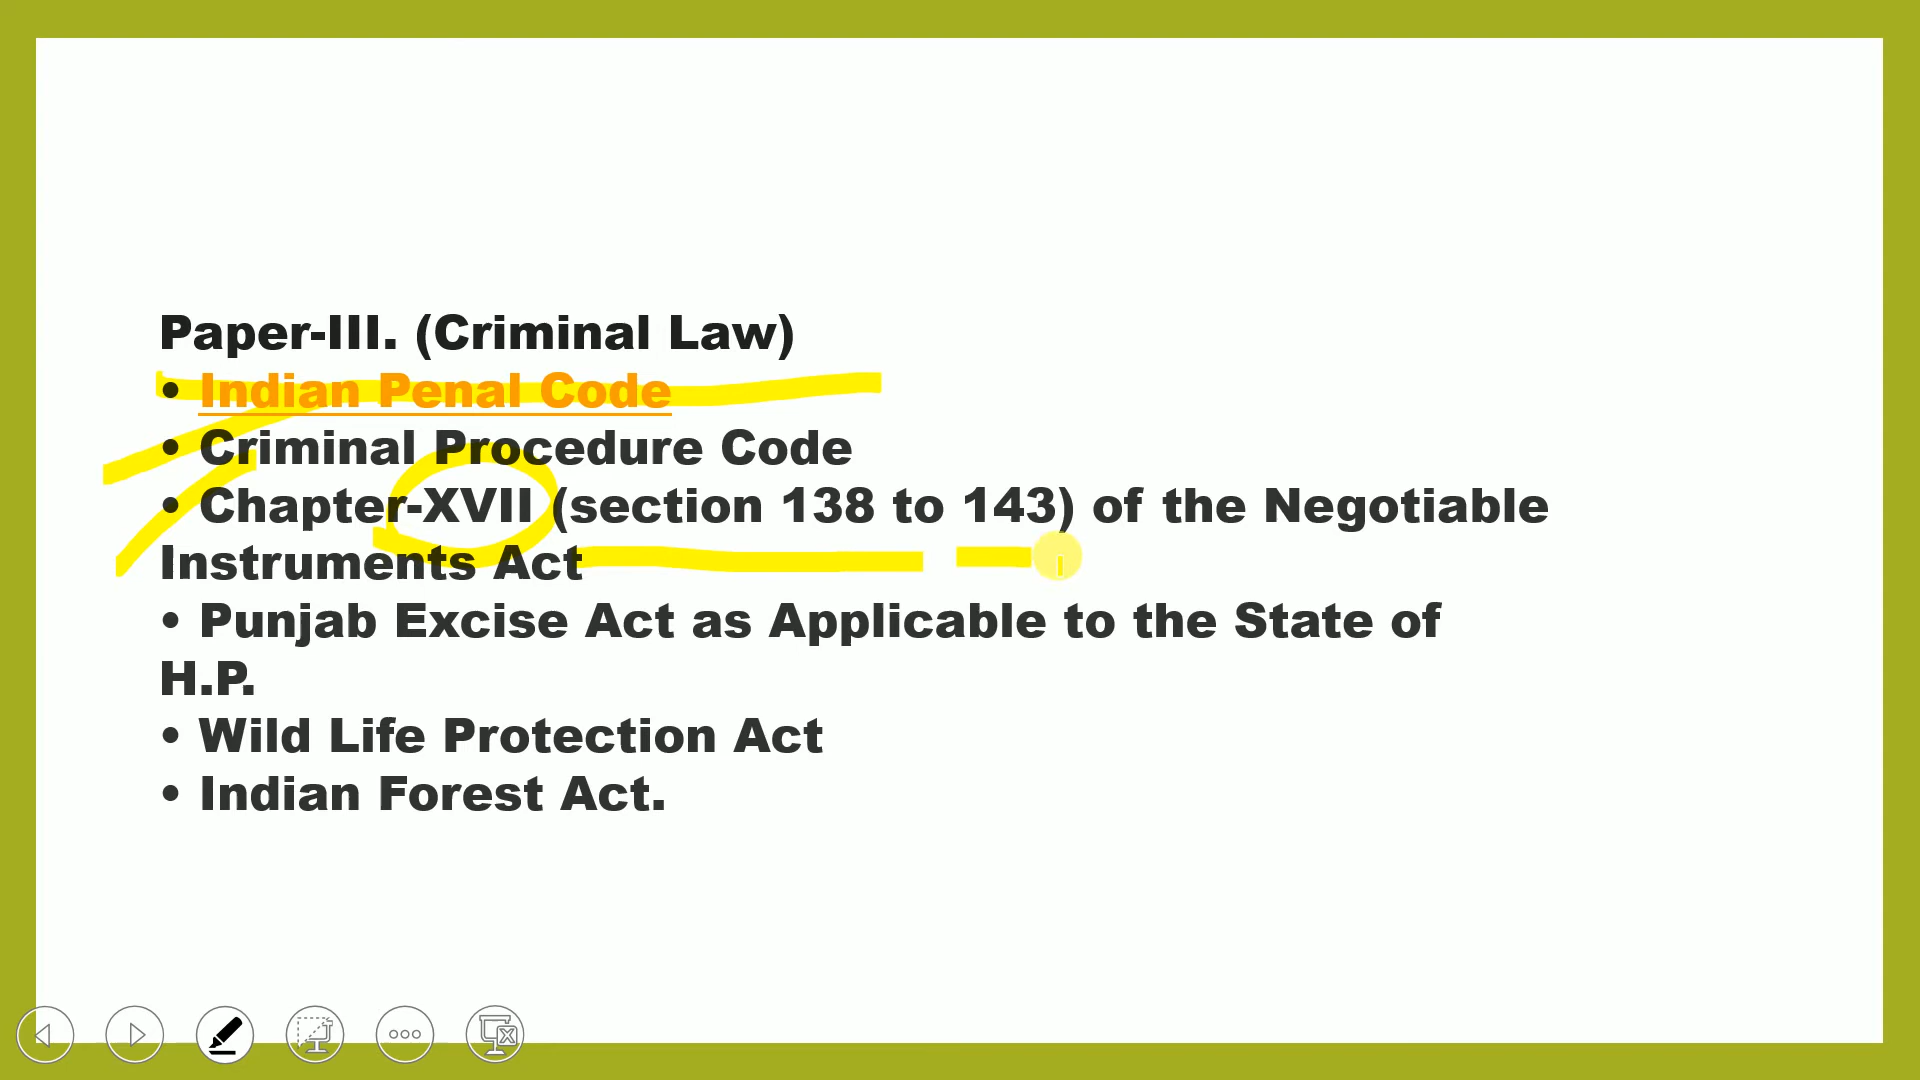 Paper-III. (Criminal Law)
• Indian Penal Code
• Criminal Procedure Code
• Chapter-XVII (section 138 to 143) of the Negotiable
Instruments Act
• Punjab Excise Act as Applicable to the State of
H.P.
• Wild Life Protection Act
• Indian Forest Act.